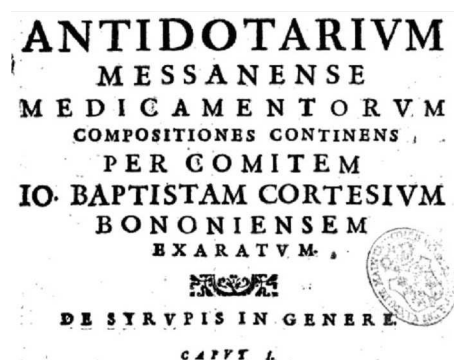 ANTIDOTARIVM
MESSANENSE
MEDICAMENTORVM
COMPOSITIONES CONTINENS
PER COMITEM
IO. BAPTISTAM CORTESIVM
BONONIENSEM
EXARATVM.
DE SYRVPIS IN GENERE.
CAPVT I.